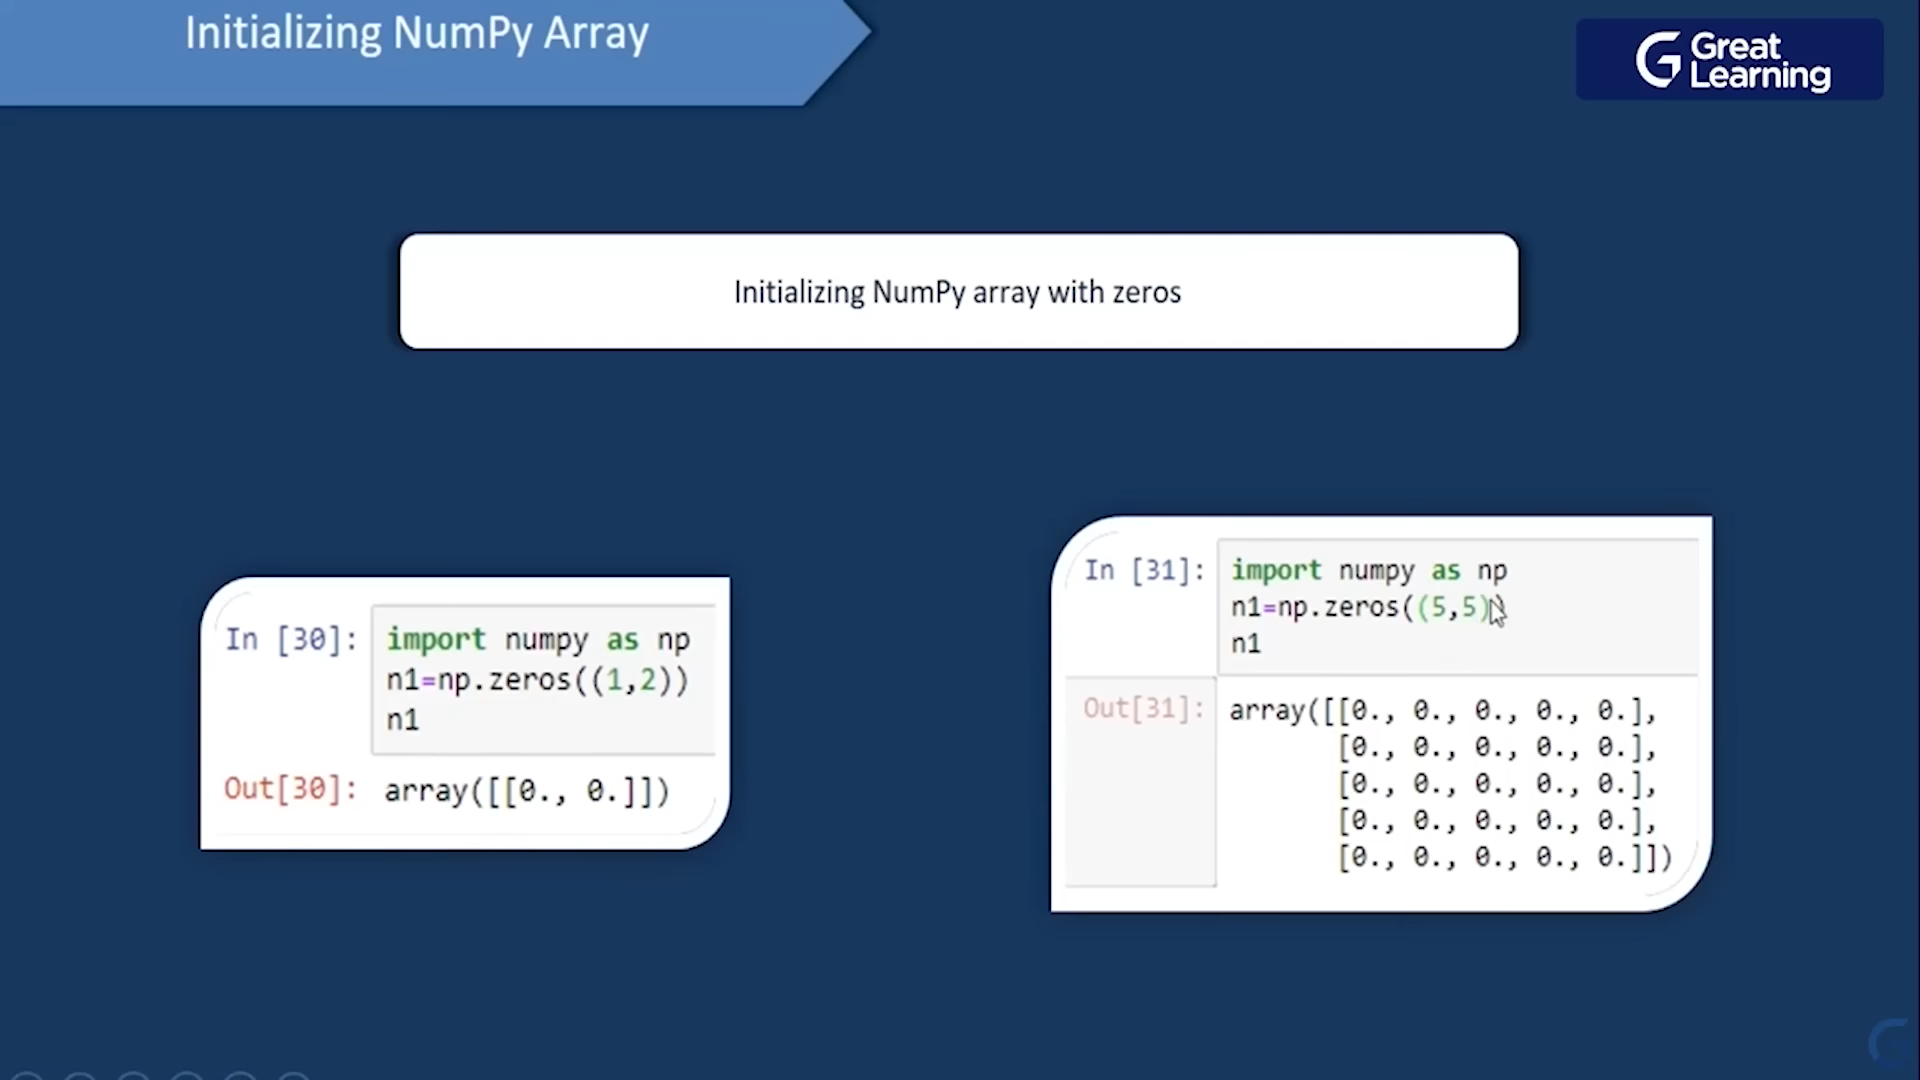 Initializing NumPy Array
Great
Learning
Initializing NumPy array with zeros
In [30]: import numpy as np
n1=np.zeros((1,2))
n1
Out[30]: array([[0., 0.]])
In [31]: import numpy as np
n1=np.zeros((5,5))
n1
Out[31]: array([[0., 0., 0., 0., 0.],
[0., 0., 0., 0., 0.],
[0., 0., 0., 0., 0.],
[0., 0., 0., 0., 0.],
[0., 0., 0., 0., 0.]])